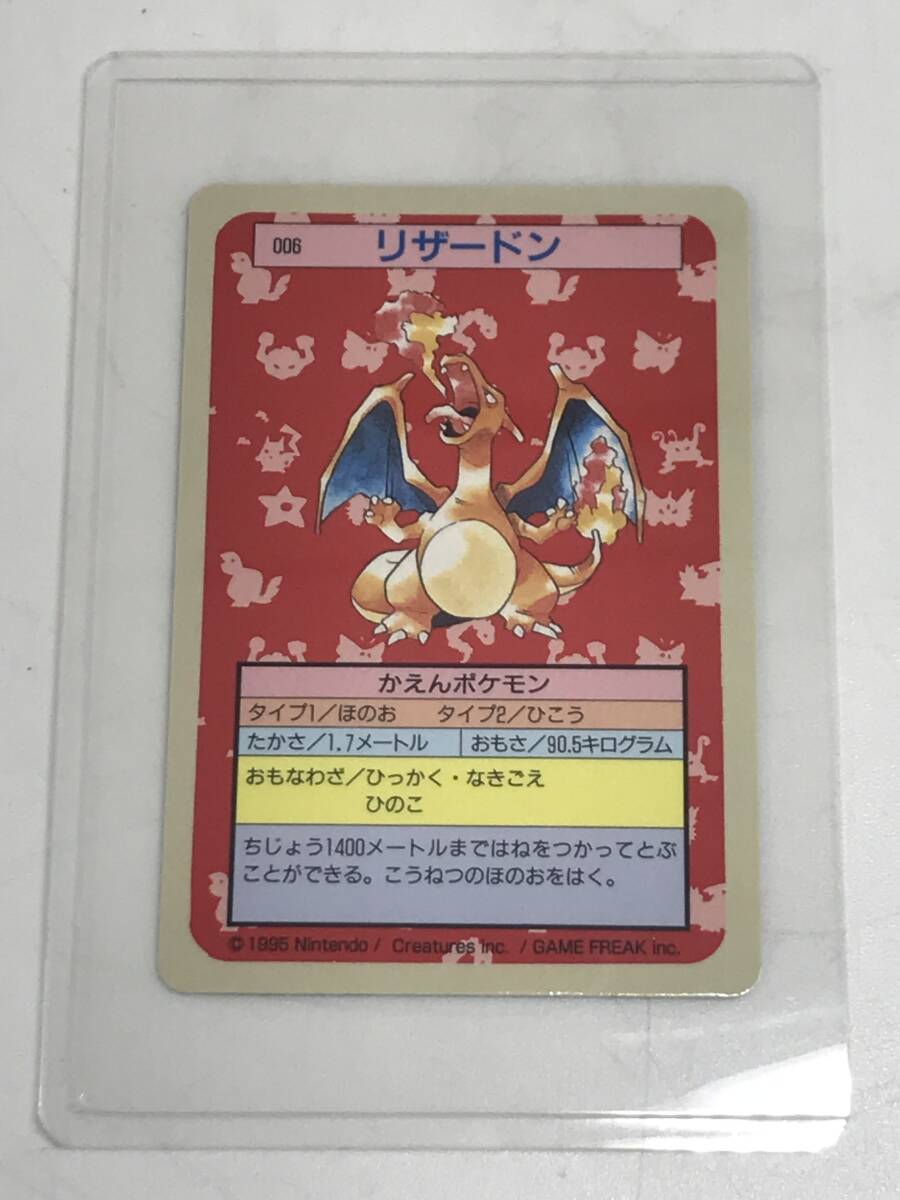 006 リザードン
かえんポケモン
タイプ1/ほのお タイプ2/ひこう
たかさ/1.7メートル おもさ/90.5キログラム
おもなわざ/ひっかく・なきごえ
ひのこ
ちじょう1400メートルまではねをつかってとぶ
ことができる。こうねつのほのおをはく。
© 1995 Nintendo / Creatures inc. / GAME FREAK inc.